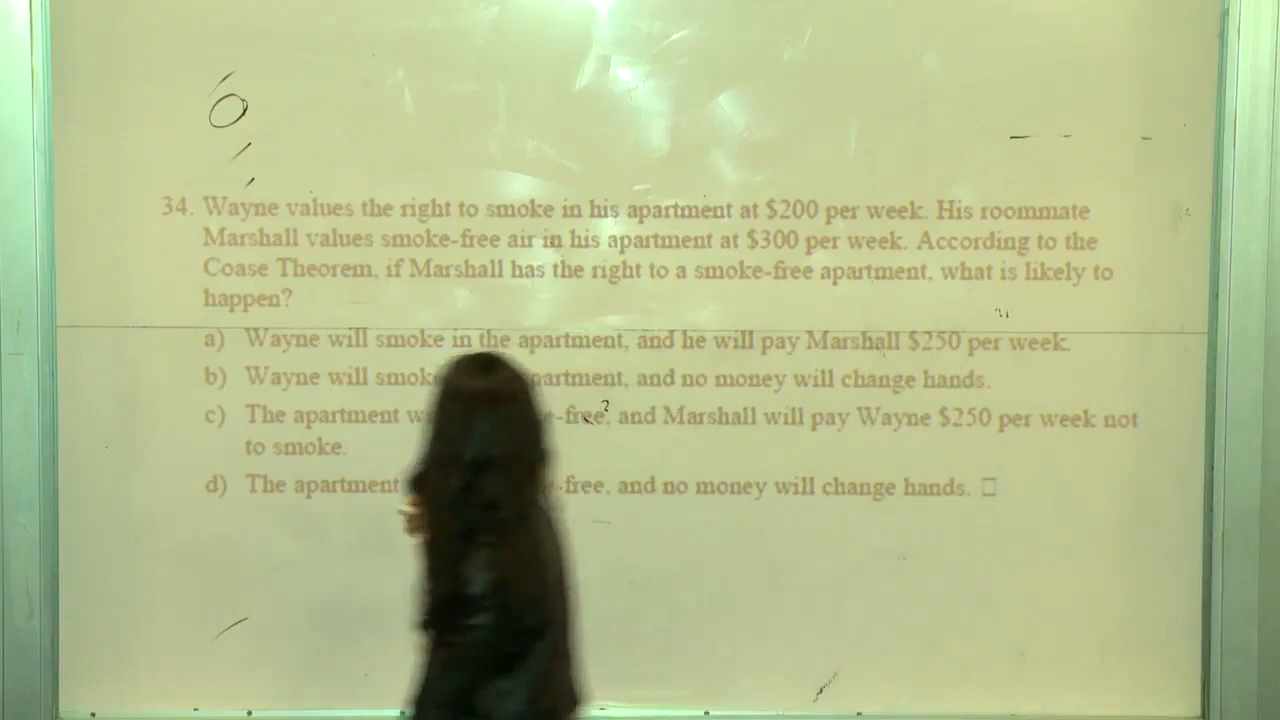 34. Wayne values the right to smoke in his apartment at $200 per week. His roommate
Marshall values smoke-free air in his apartment at $300 per week. According to the
Coase Theorem, if Marshall has the right to a smoke-free apartment, what is likely to
happen?
a) Wayne will smoke in the apartment, and he will pay Marshall $250 per week.
b) Wayne will smok partment, and no money will change hands.
c) The apartment w -free, and Marshall will pay Wayne $250 per week not
to smoke.
d) The apartment -free, and no money will change hands. □